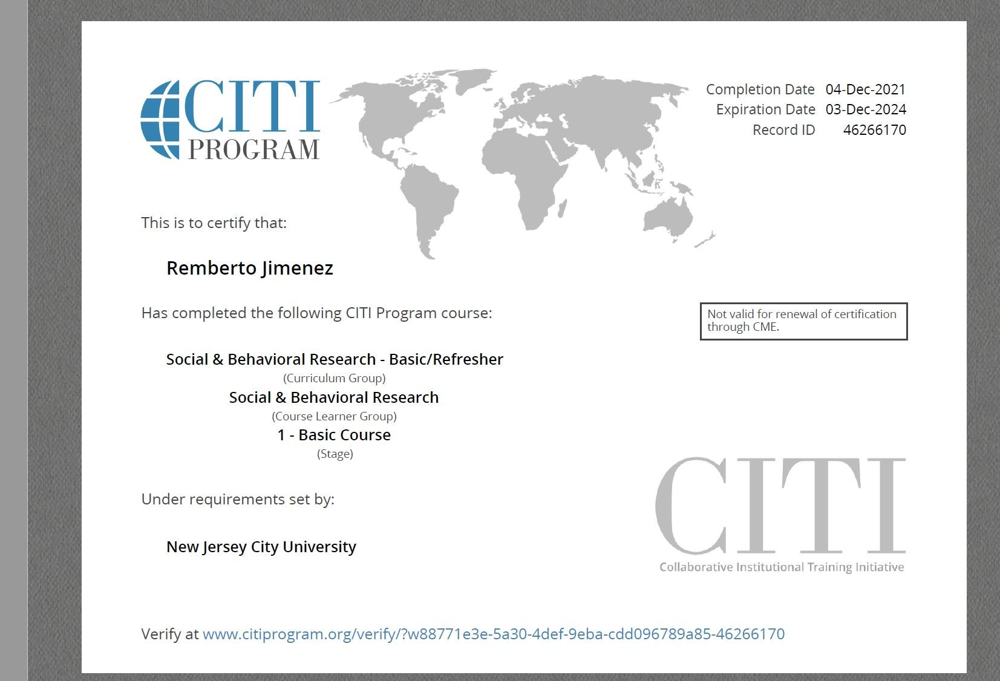 CITI
PROGRAM
Completion Date 04-Dec-2021
Expiration Date 03-Dec-2024
Record ID 46266170
This is to certify that:
Remberto Jimenez
Has completed the following CITI Program course:
Not valid for renewal of certification
through CME.
Social & Behavioral Research - Basic/Refresher
(Curriculum Group)
Social & Behavioral Research
(Course Learner Group)
1 - Basic Course
(Stage)
Under requirements set by:
New Jersey City University
CITI
Collaborative Institutional Training Initiative
Verify at www.citiprogram.org/verify/?w88771e3e-5a30-4def-9eba-cdd096789a85-46266170